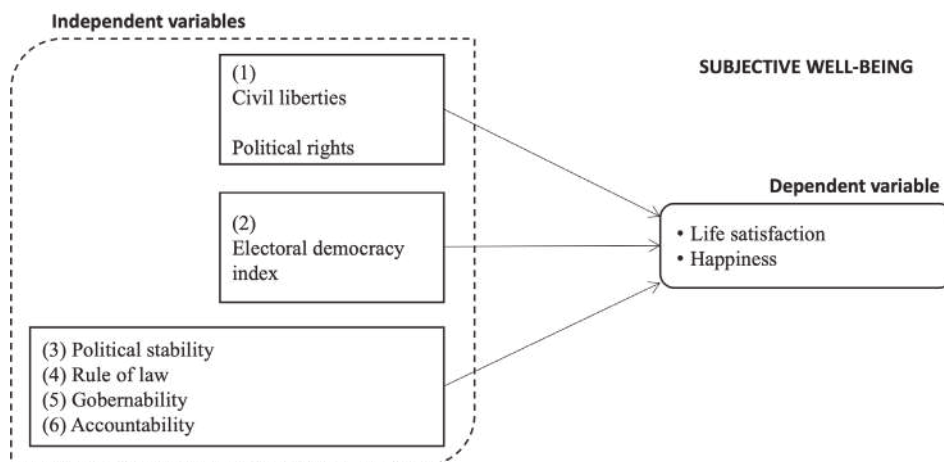 Independent variables
(1)
Civil liberties
Political rights
SUBJECTIVE WELL-BEING
(2)
Electoral democracy
index
Dependent variable
• Life satisfaction
• Happiness
(3) Political stability
(4) Rule of law
(5) Gobernability
(6) Accountability